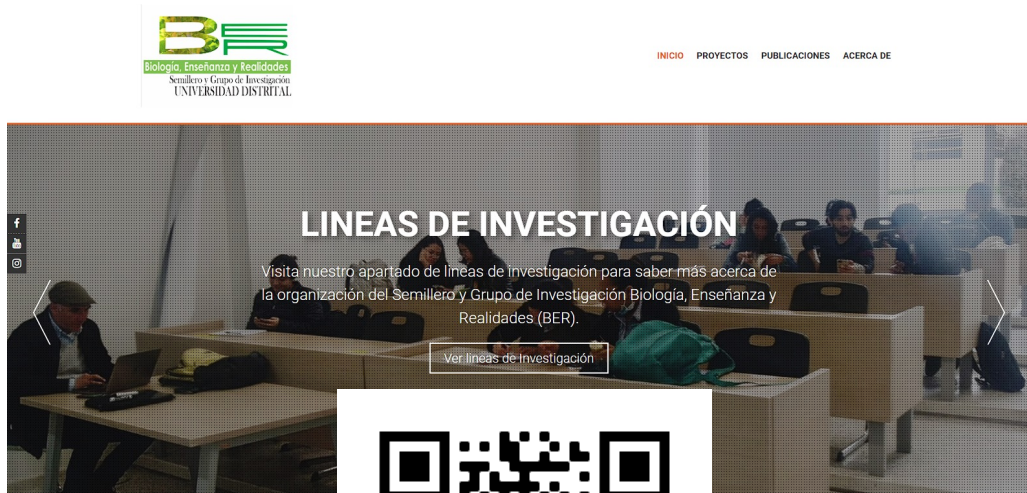 BER
Biología, Enseñanza y Realidades
Semillero y Grupo de Investigación
UNIVERSIDAD DISTRITAL
INICIO PROYECTOS PUBLICACIONES ACERCA DE
LINEAS DE INVESTIGACIÓN
Visita nuestro apartado de lineas de investigación para saber más acerca de
la organización del Semillero y Grupo de Investigación Biología, Enseñanza y
Realidades (BER).
Ver lineas de Investigación